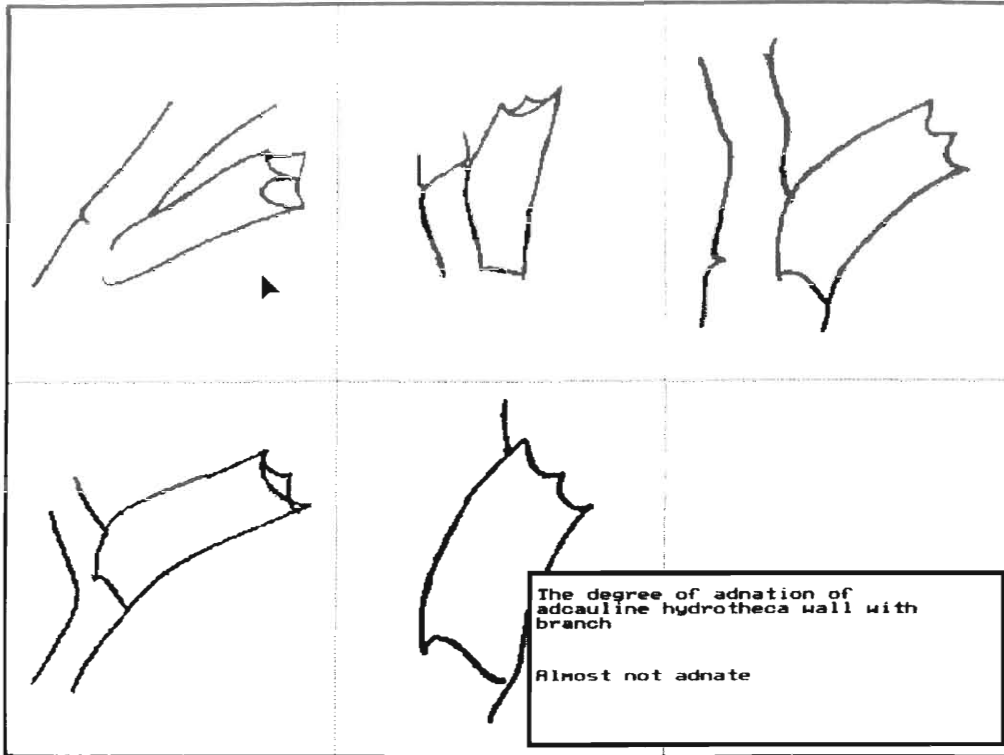 The degree of adnation of
adcauline hydrotheca wall with
branch
Almost not adnate